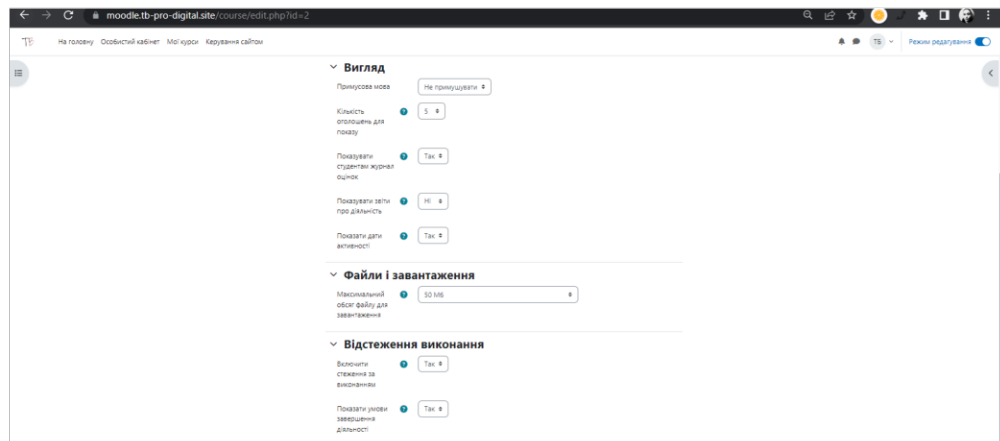 moodle.tb-pro-digital.site/course/edit.php?id=2
ТБ На головну Особистий кабінет Мої курси Керування сайтом ТБ Режим редагування
Вигляд
Примусова мова Не примушувати
Кількість 5
оголошень для
показу
Показувати Так
студентам журнал
оцінок
Показувати звіти Ні
про діяльність
Показати дати Так
активності
Файли і завантаження
Максимальний 50 Мб
обсяг файлу для
завантаження
Відстеження виконання
Включити Так
стеження за
виконанням
Показати умови Так
завершення
діяльності